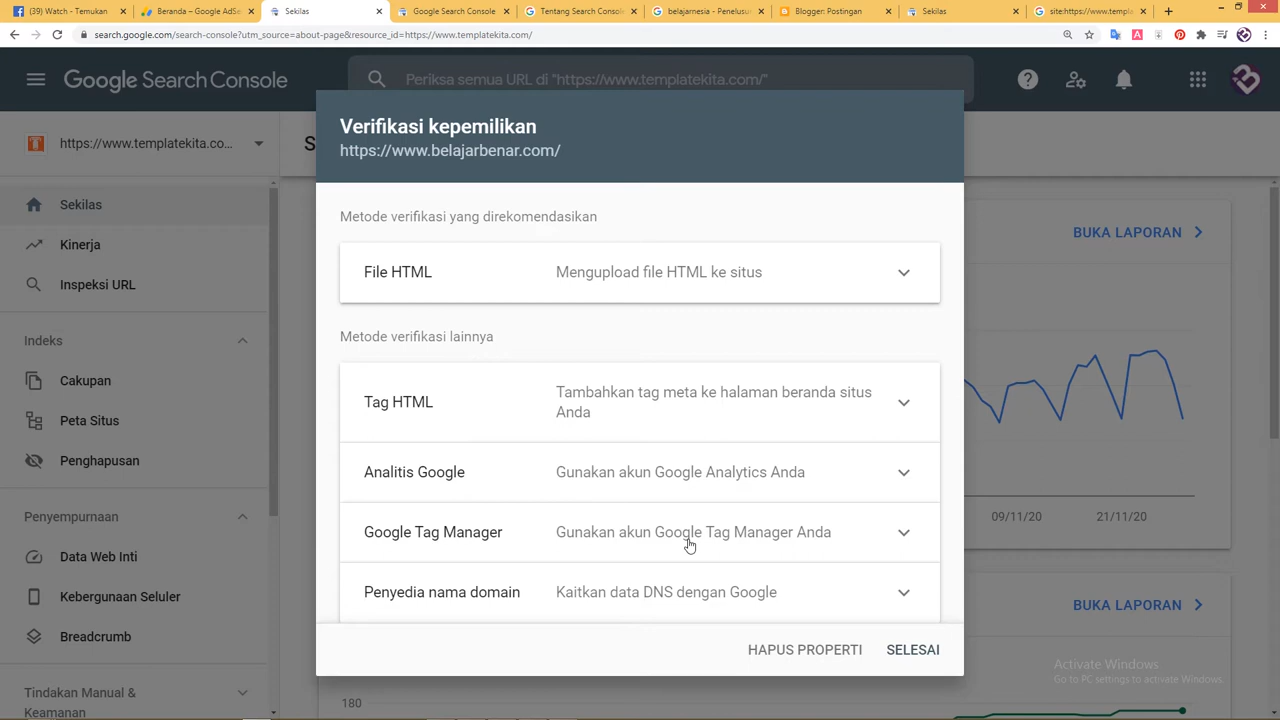 (39) Watch - Temukan
Beranda – Google AdSe
Sekilas
Google Search Console
Tentang Search Console
belajarnesia - Penelusu
Blogger: Postingan
Sekilas
site:https://www.templ
search.google.com/search-console?utm_source=about-page&resource_id=https://www.templatekita.com/
Google Search Console
Periksa semua URL di "https://www.templatekita.com/"
https://www.templatekita.co...
S
Verifikasi kepemilikan
https://www.belajarbenar.com/
Sekilas
Kinerja
Inspeksi URL
Indeks
Cakupan
Peta Situs
Penghapusan
Penyempurnaan
Data Web Inti
Kebergunaan Seluler
Breadcrumb
Tindakan Manual &
Keamanan
Metode verifikasi yang direkomendasikan
File HTML
Mengupload file HTML ke situs
Metode verifikasi lainnya
Tag HTML
Tambahkan tag meta ke halaman beranda situs
Anda
Analitis Google
Gunakan akun Google Analytics Anda
Google Tag Manager
Gunakan akun Google Tag Manager Anda
Penyedia nama domain
Kaitkan data DNS dengan Google
HAPUS PROPERTI
SELESAI
BUKA LAPORAN
09/11/20
21/11/20
BUKA LAPORAN
180
Activate Windows
Go to PC settings to activate Windows.